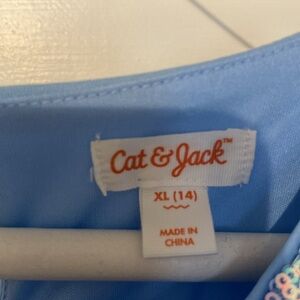 Cat & Jack™
XL (14)
MADE IN
CHINA